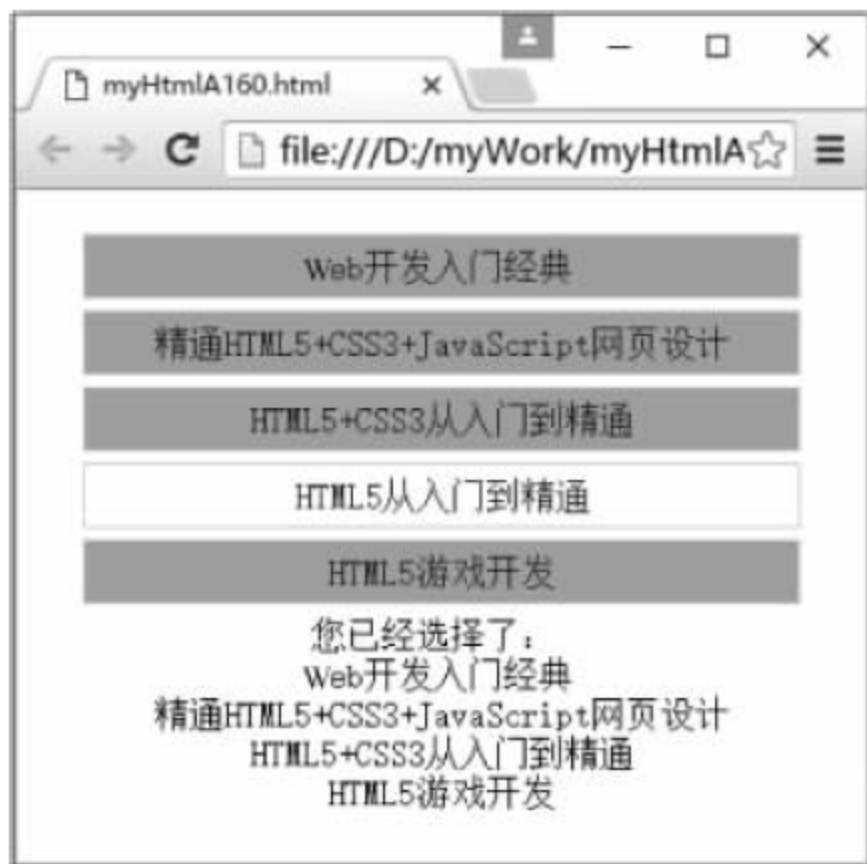 myHtmlA160.html
file:///D:/myWork/myHtmlA
Web开发入门经典
精通HTML5+CSS3+JavaScript网页设计
HTML5+CSS3从入门到精通
HTML5从入门到精通
HTML5游戏开发
您已经选择了：
Web开发入门经典
精通HTML5+CSS3+JavaScript网页设计
HTML5+CSS3从入门到精通
HTML5游戏开发